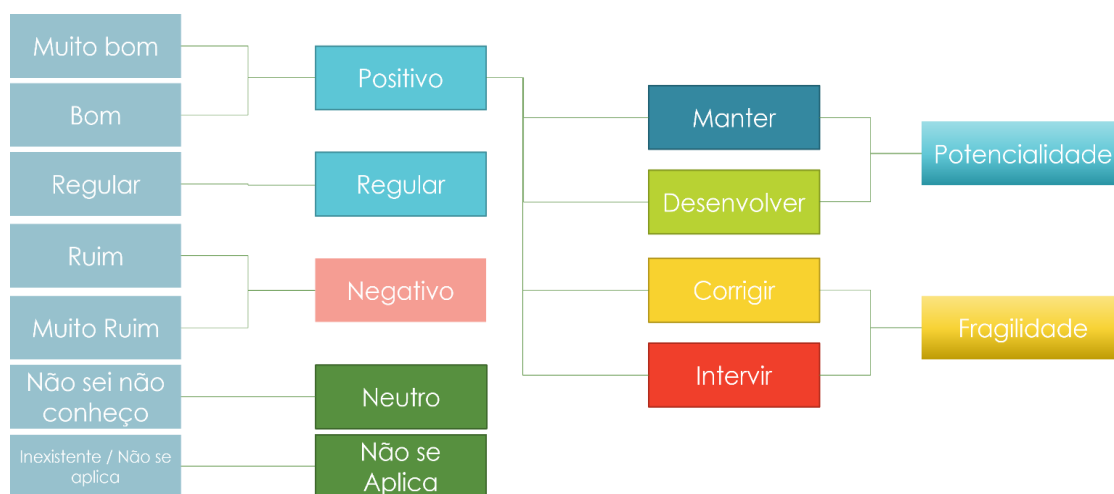 Muito bom
Bom
Regular
Ruim
Muito Ruim
Não sei não
conheço
Inexistente / Não se
aplica
Positivo
Regular
Negativo
Neutro
Não se
Aplica
Manter
Desenvolver
Corrigir
Intervir
Potencialidade
Fragilidade